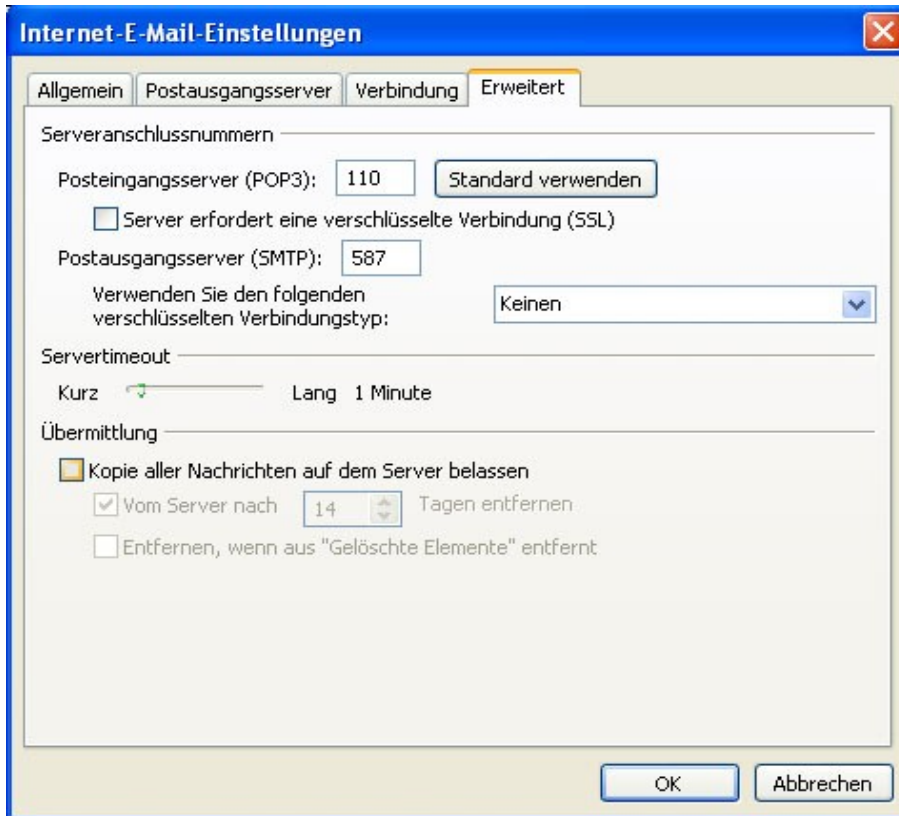 Internet-E-Mail-Einstellungen
Allgemein Postausgangsserver Verbindung Erweitert
Serveranschlussnummern
Posteingangsserver (POP3): 110 Standard verwenden
Server erfordert eine verschlüsselte Verbindung (SSL)
Postausgangsserver (SMTP): 587
Verwenden Sie den folgenden
verschlüsselten Verbindungstyp: Keinen
Servertimeout
Kurz Lang 1 Minute
Übermittlung
Kopie aller Nachrichten auf dem Server belassen
Vom Server nach 14 Tagen entfernen
Entfernen, wenn aus "Gelöschte Elemente" entfernt
OK Abbrechen